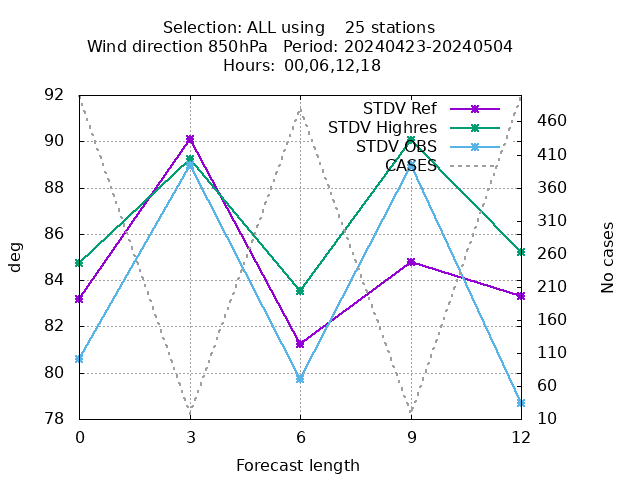 Selection: ALL using    25 stations
Wind direction 850hPa   Period: 20240423-20240504
Hours: 00,06,12,18
STDV Ref
STDV Highres
STDV OBS
CASES
92
90
88
86
84
82
80
78
460
410
360
310
260
210
160
110
60
10
deg
No cases
0 3 6 9 12
Forecast length